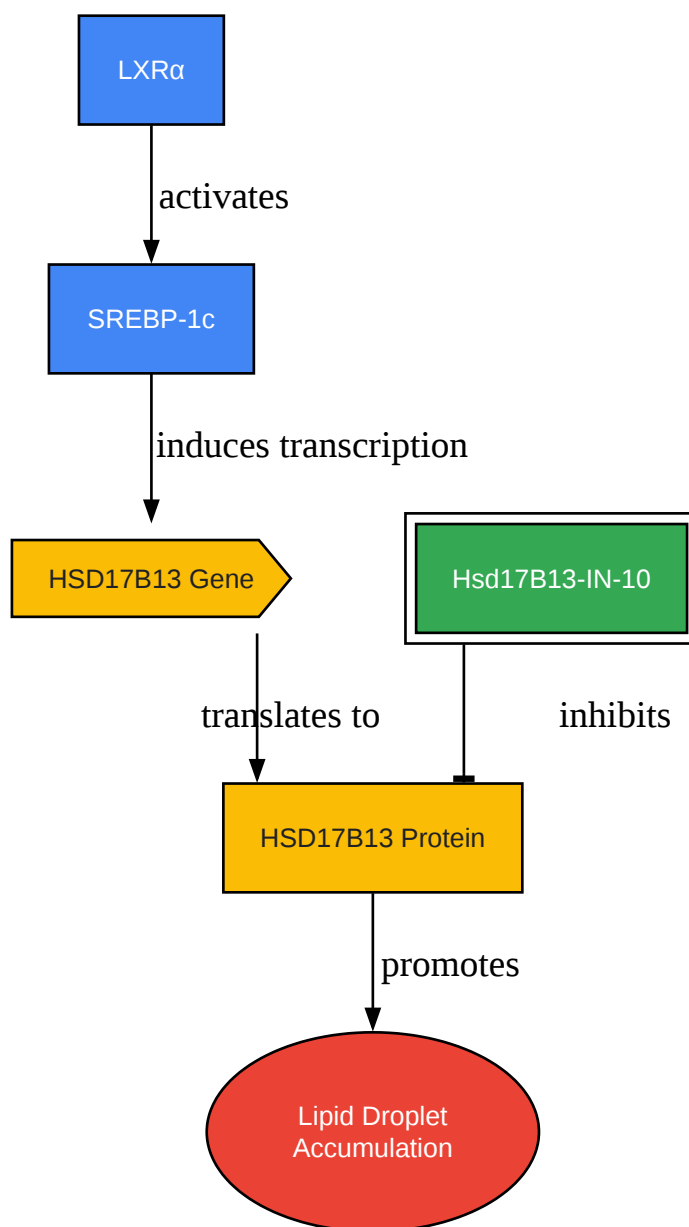 LXRα
activates
SREBP-1c
induces transcription
HSD17B13 Gene
Hsd17B13-IN-10
translates to
inhibits
HSD17B13 Protein
promotes
Lipid Droplet
Accumulation